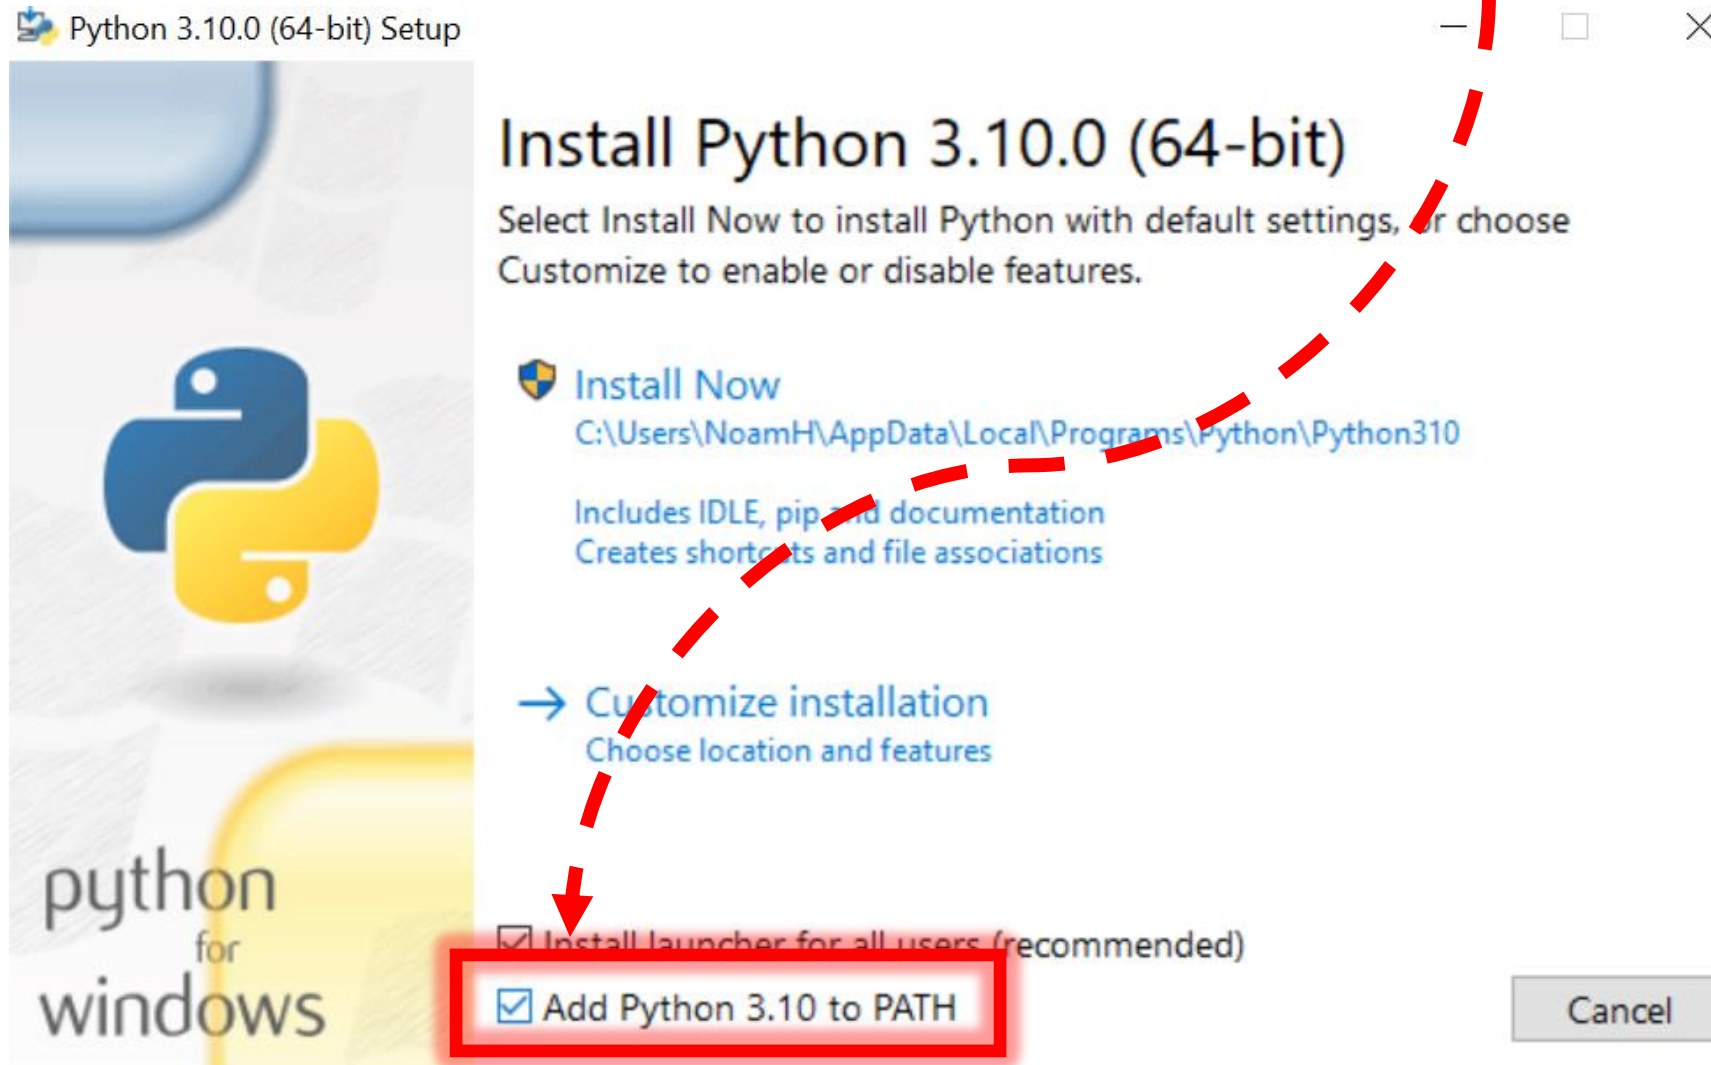 Python 3.10.0 (64-bit) Setup
Install Python 3.10.0 (64-bit)
Select Install Now to install Python with default settings, or choose
Customize to enable or disable features.
Install Now
C:\Users\NoamH\AppData\Local\Programs\Python\Python310
Includes IDLE, pip and documentation
Creates shortcuts and file associations
Customize installation
Choose location and features
python
for
windows
Install launcher for all users (recommended)
Add Python 3.10 to PATH
Cancel